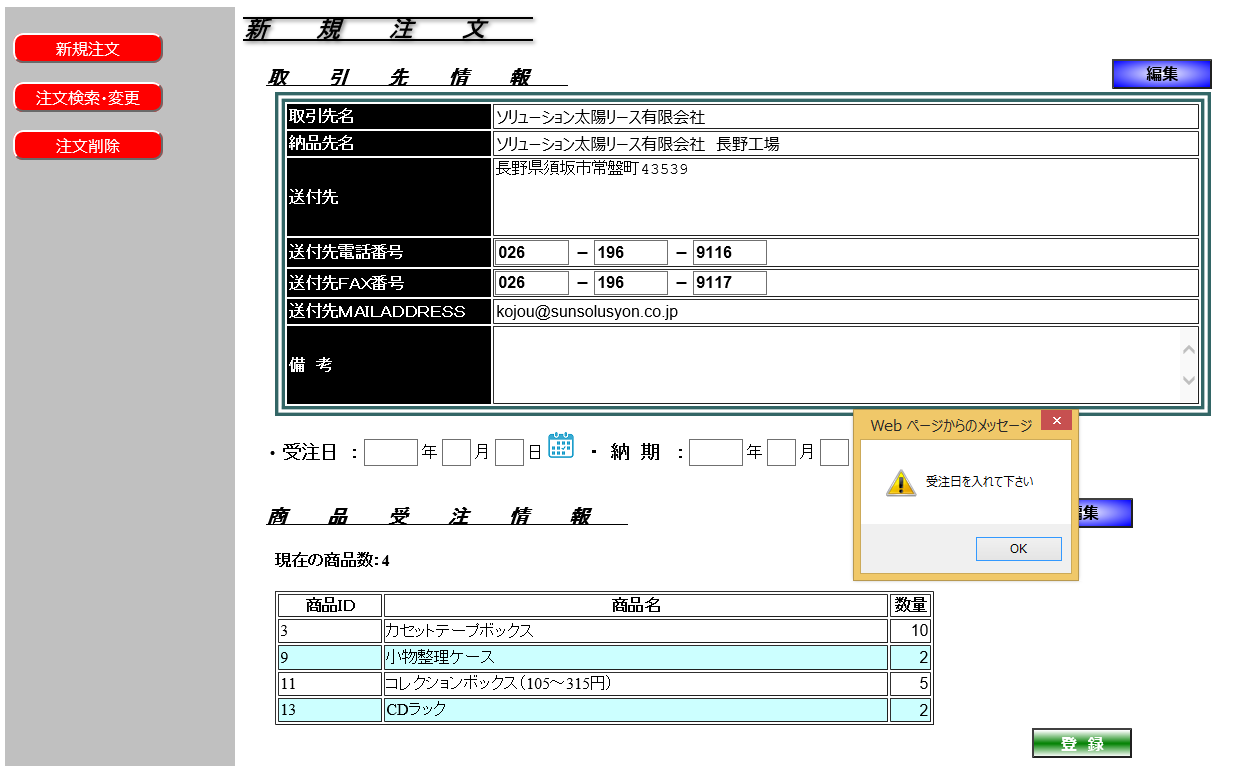 新規注文
注文検索・変更
注文削除
新規注文
取引先情報
編集
取引先名 ソリューション太陽リース有限会社
納品先名 ソリューション太陽リース有限会社 長野工場
送付先 長野県須坂市常盤町43539
送付先電話番号 026 － 196 － 9116
送付先FAX番号 026 － 196 － 9117
送付先MAILADDRESS kojou@sunsolusyon.co.jp
備 考
・受注日 : 年 月 日 ・ 納 期 : 年 月
Web ページからのメッセージ
×
受注日を入れて下さい
OK
商品受注情報
集
現在の商品数：4
商品ID 商品名 数量
3 カセットテープボックス 10
9 小物整理ケース 2
11 コレクションボックス（105～315円） 5
13 CDラック 2
登 録